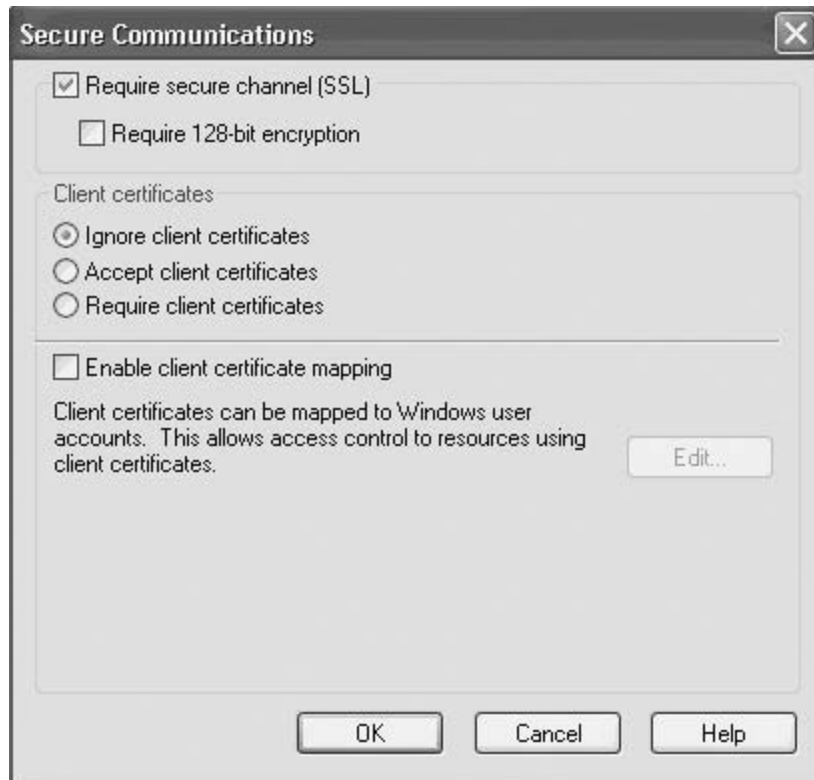 Secure Communications
Require secure channel (SSL)
Require 128-bit encryption
Client certificates
Ignore client certificates
Accept client certificates
Require client certificates
Enable client certificate mapping
Client certificates can be mapped to Windows user
accounts. This allows access control to resources using
client certificates.
Edit...
OK
Cancel
Help